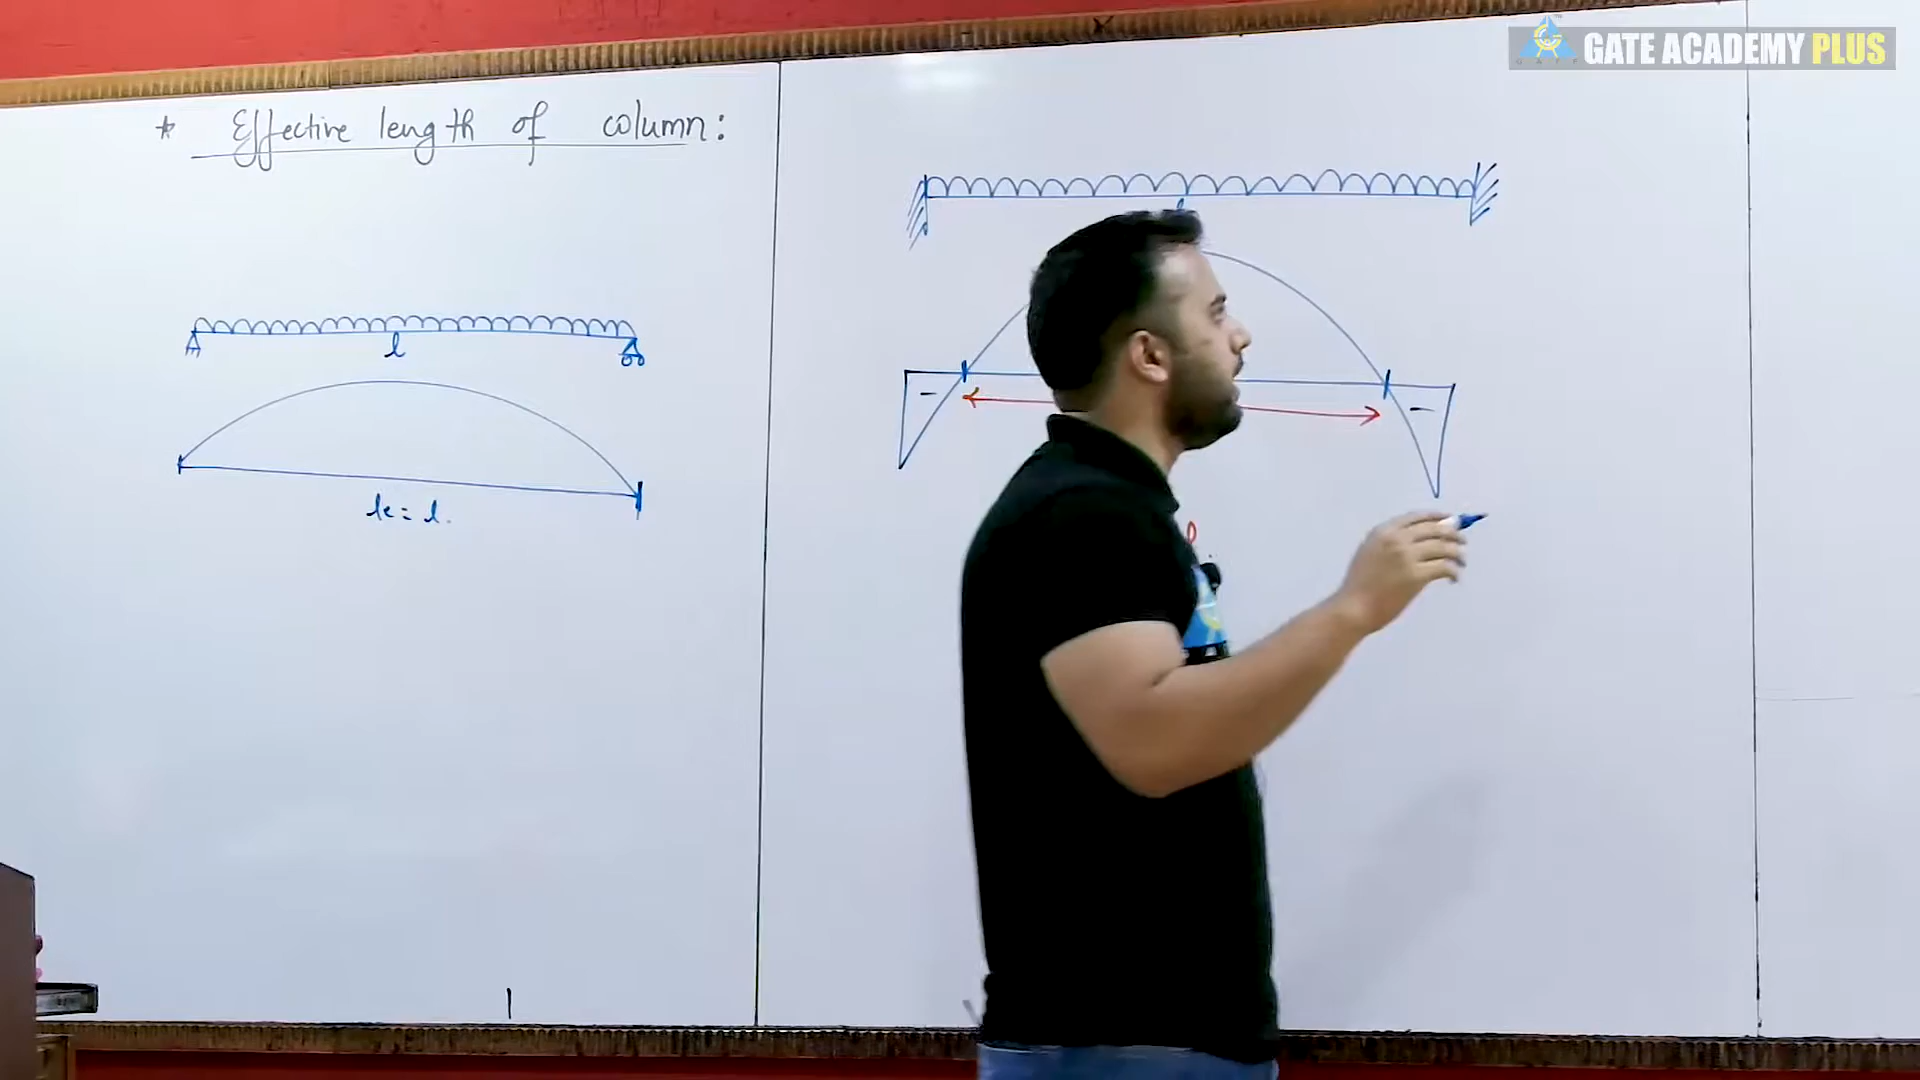 GATE ACADEMY PLUS
* Effective length of column:
l
le = l.
-
-
l